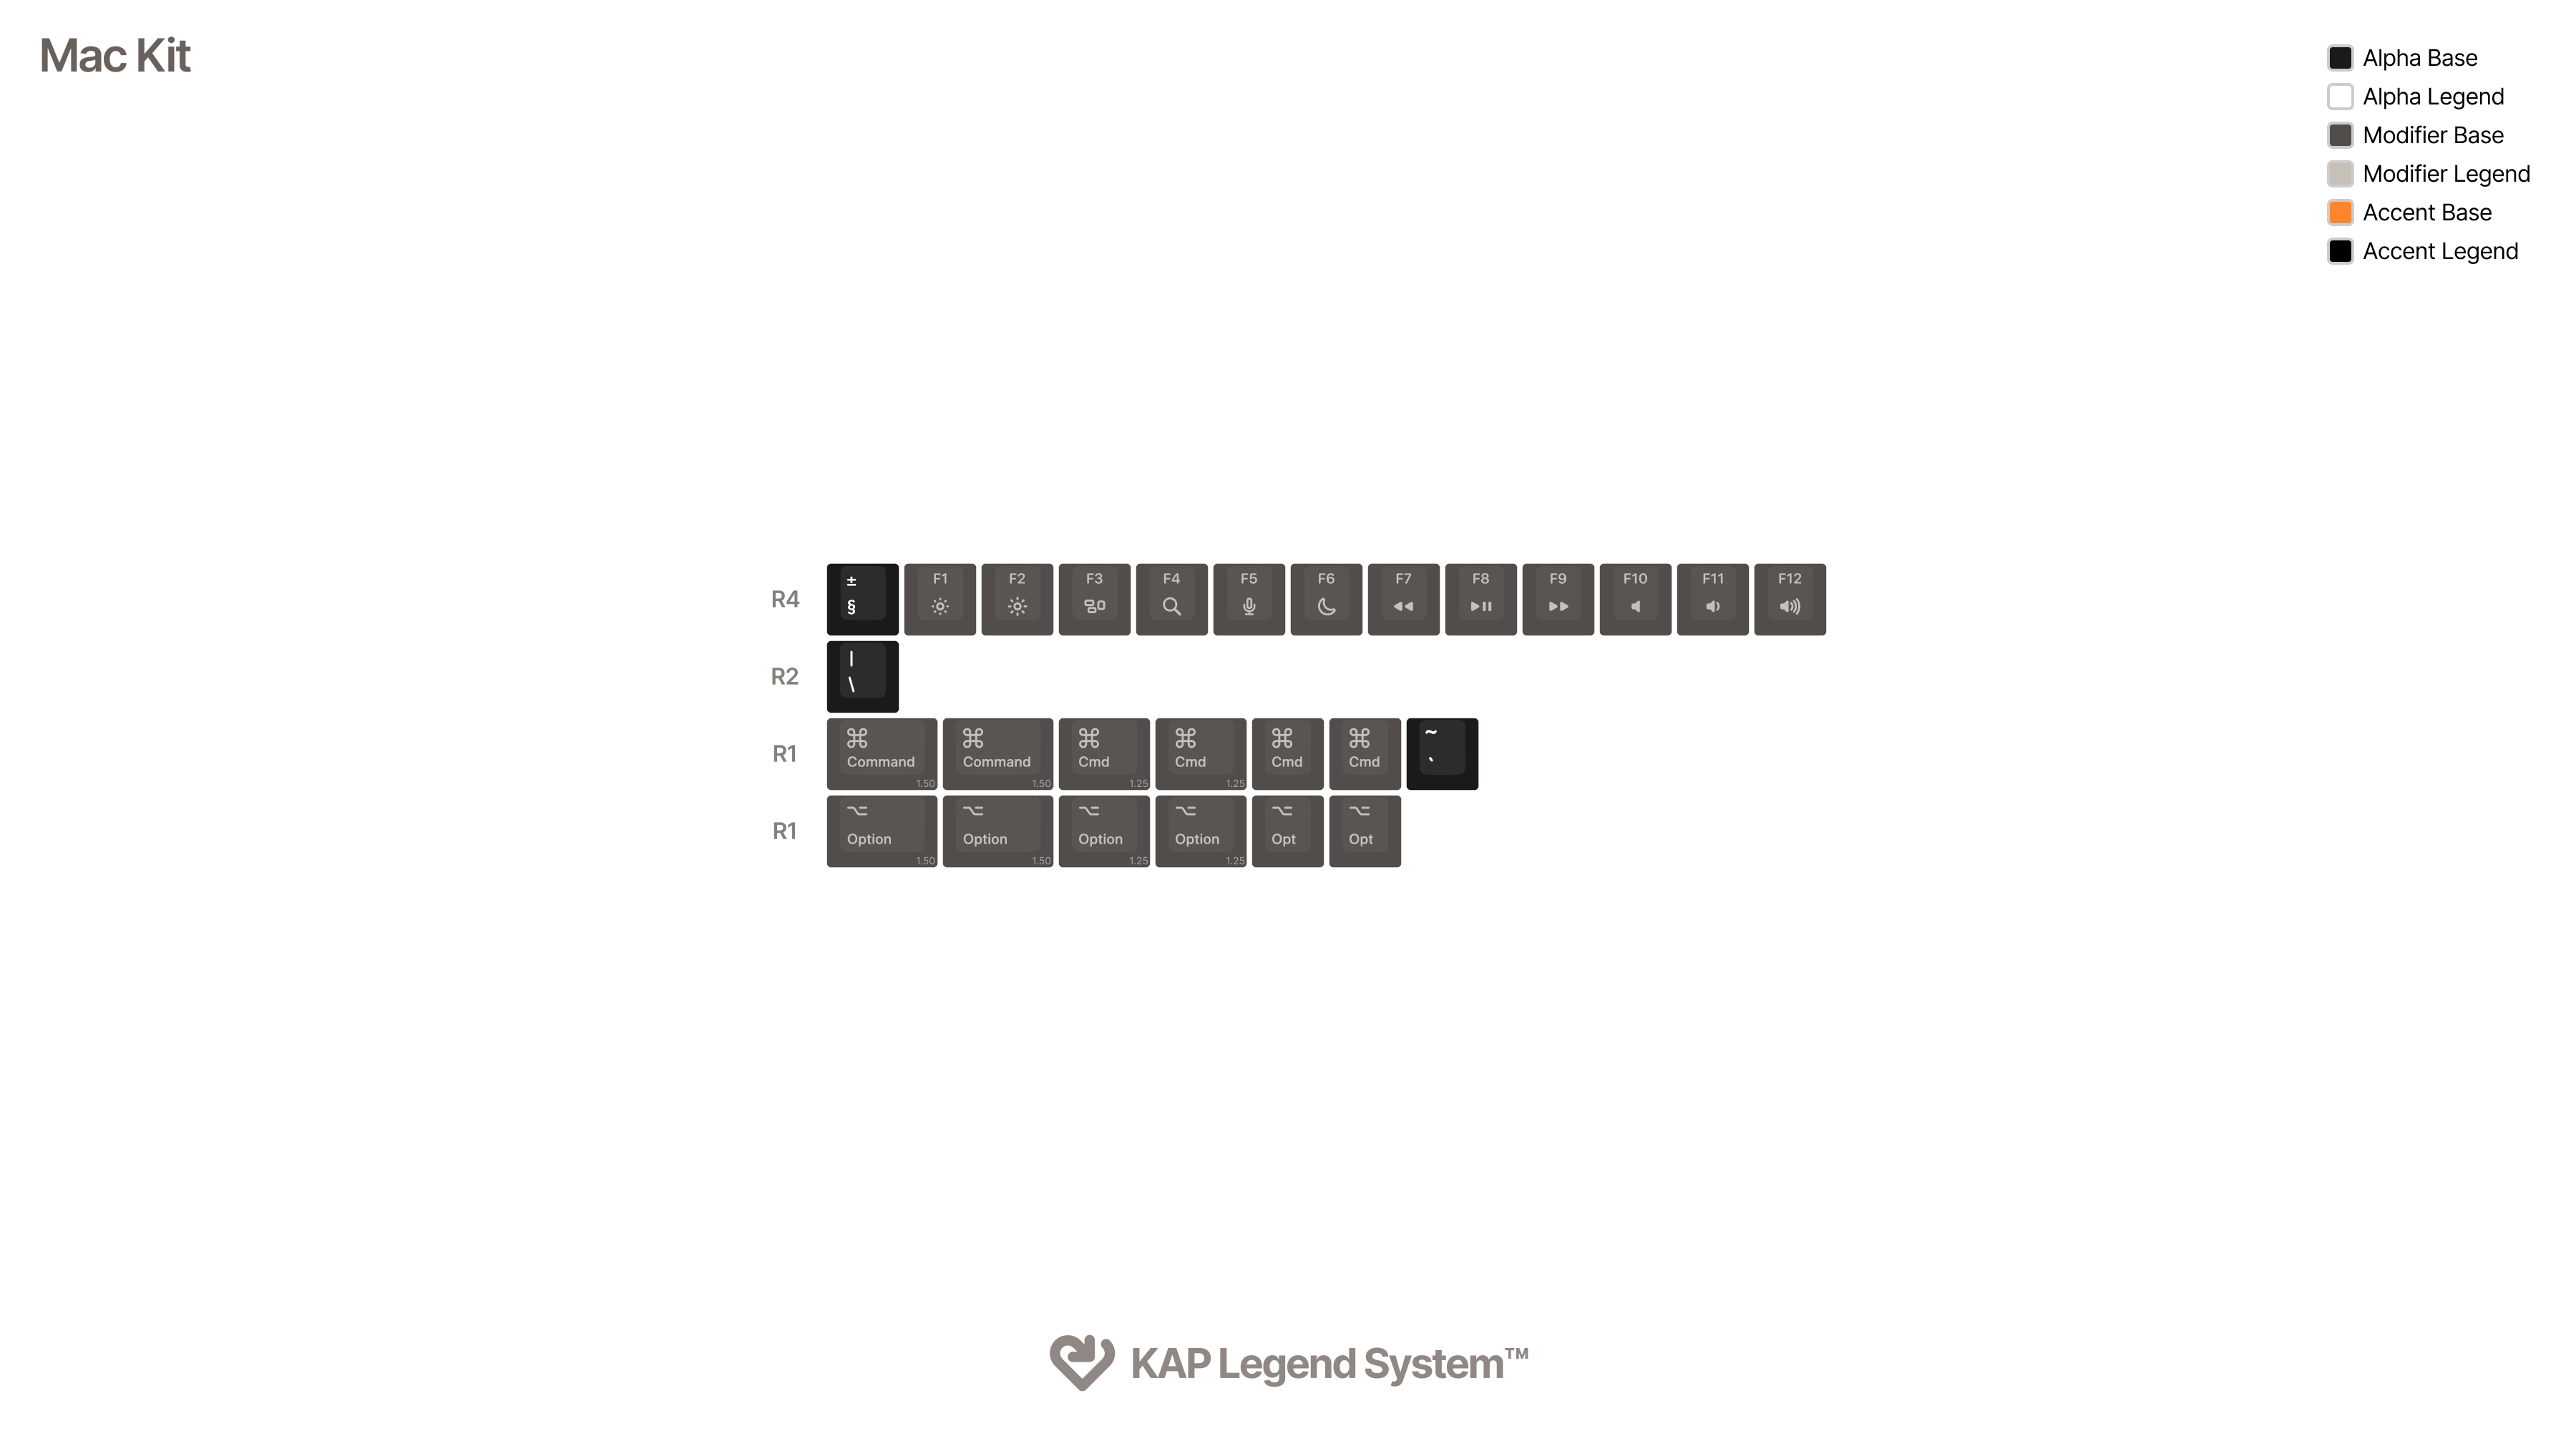 Mac Kit
Alpha Base
Alpha Legend
Modifier Base
Modifier Legend
Accent Base
Accent Legend
R4 ± § F1 F2 F3 F4 F5 F6 F7 F8 F9 F10 F11 F12
R2 | \
R1 ⌘ Command 1.50 ⌘ Command 1.50 ⌘ Cmd 1.25 ⌘ Cmd 1.25 ⌘ Cmd ⌘ Cmd ~ `
R1 ⌥ Option 1.50 ⌥ Option 1.50 ⌥ Option 1.25 ⌥ Option 1.25 ⌥ Opt ⌥ Opt
KAP Legend System™